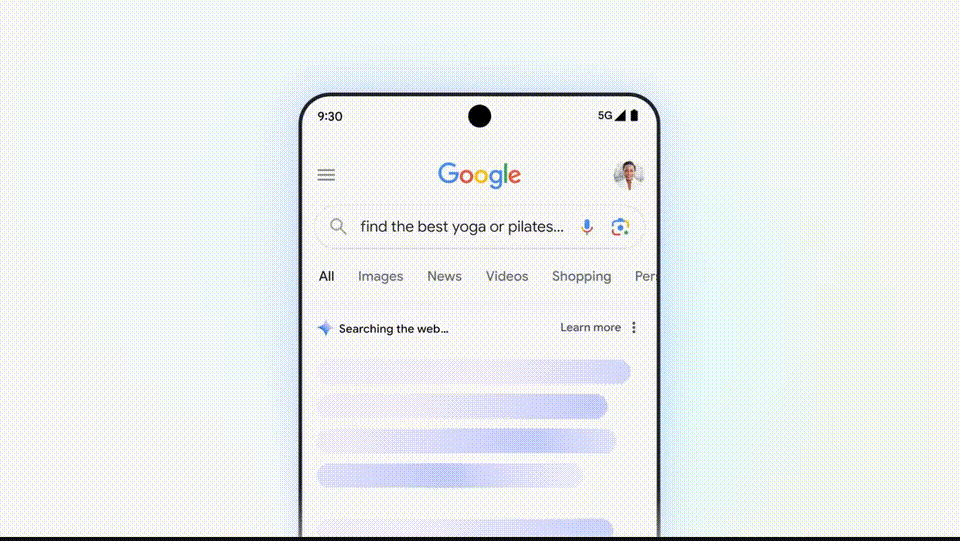 9:30 5G
Google
find the best yoga or pilates...
All Images News Videos Shopping Pers
Searching the web... Learn more